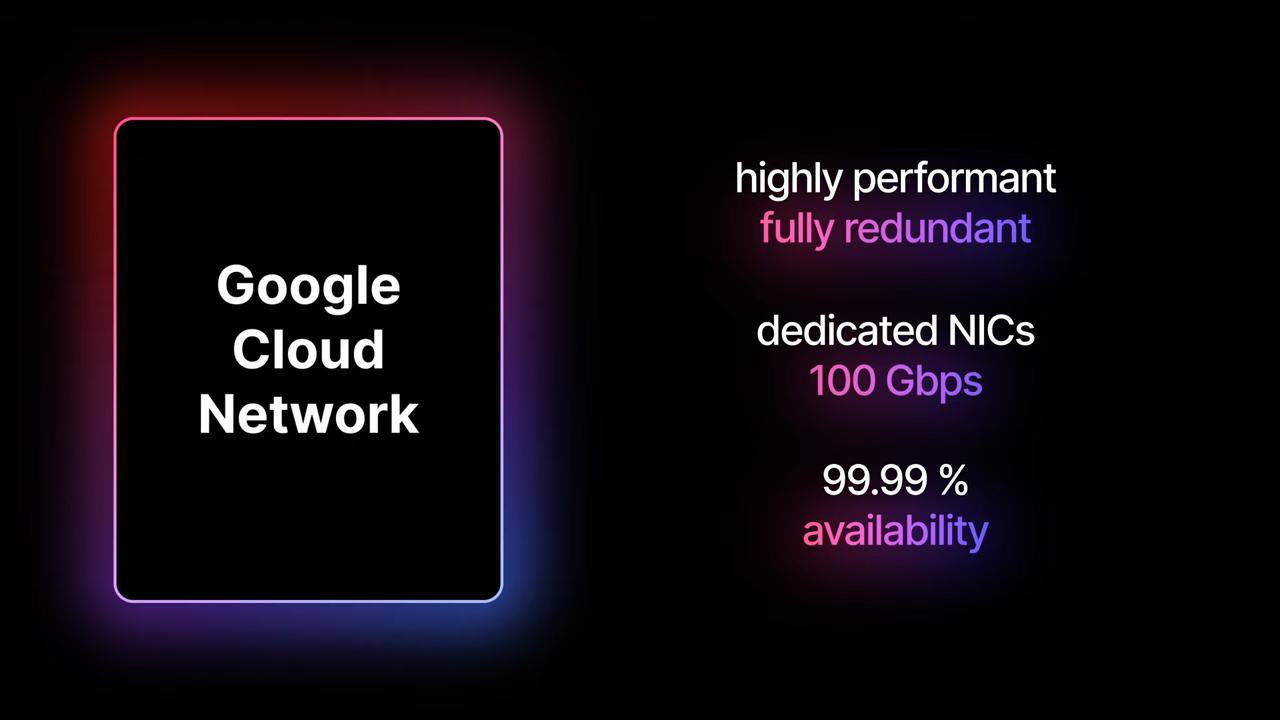 Google
Cloud
Network
highly performant
fully redundant
dedicated NICs
100 Gbps
99.99 %
availability